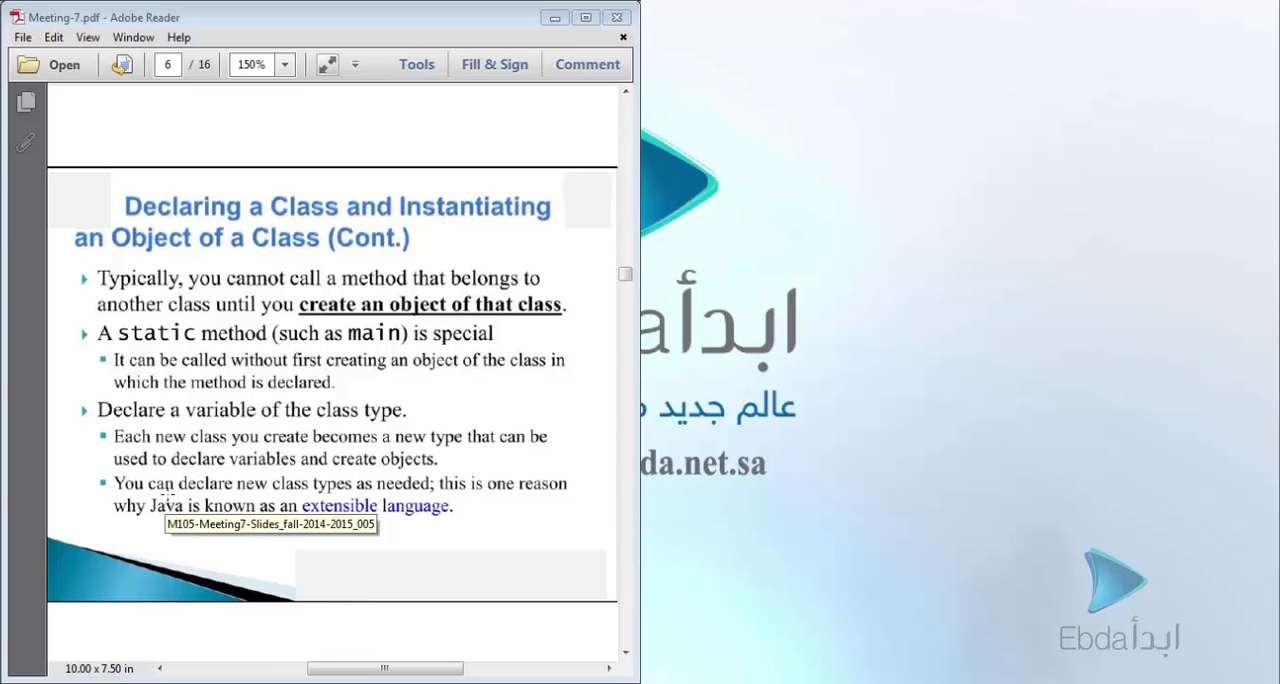 Meeting-7.pdf - Adobe Reader
File Edit View Window Help
Open 6 / 16 150% Tools Fill & Sign Comment
Declaring a Class and Instantiating
an Object of a Class (Cont.)
Typically, you cannot call a method that belongs to
another class until you create an object of that class.
A static method (such as main) is special
It can be called without first creating an object of the class in
which the method is declared.
Declare a variable of the class type.
Each new class you create becomes a new type that can be
used to declare variables and create objects.
You can declare new class types as needed; this is one reason
why Java is known as an extensible language.
M105-Meeting7-Slides_fall-2014-2015_005
10.00 x 7.50 in
a ابدأ
عالم جديد
da.net.sa
Ebda ابدأ